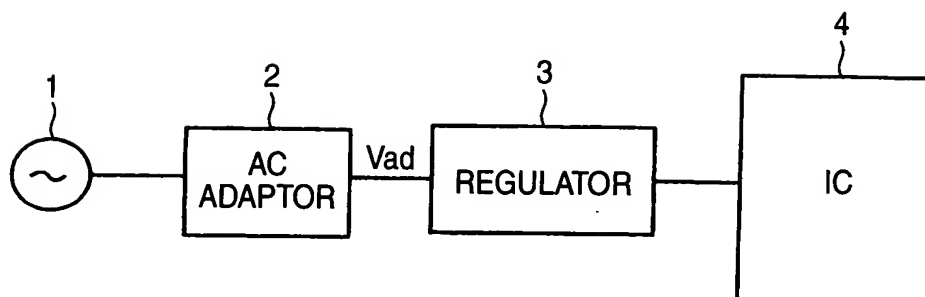 1
2
3
4
AC
ADAPTOR
Vad
REGULATOR
IC
~